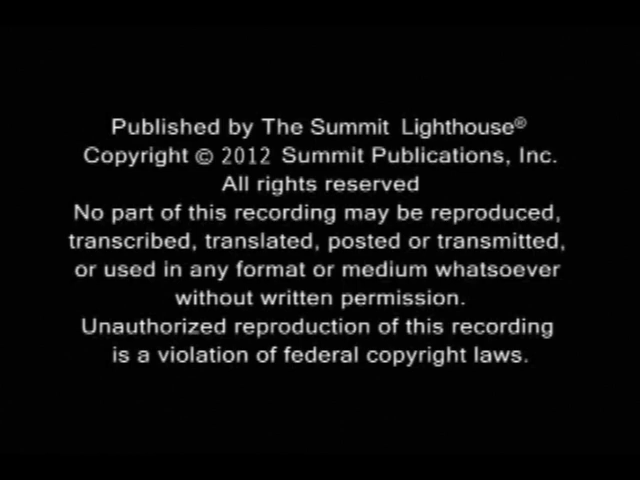 Published by The Summit Lighthouse®
Copyright © 2012 Summit Publications, Inc.
All rights reserved
No part of this recording may be reproduced,
transcribed, translated, posted or transmitted,
or used in any format or medium whatsoever
without written permission.
Unauthorized reproduction of this recording
is a violation of federal copyright laws.